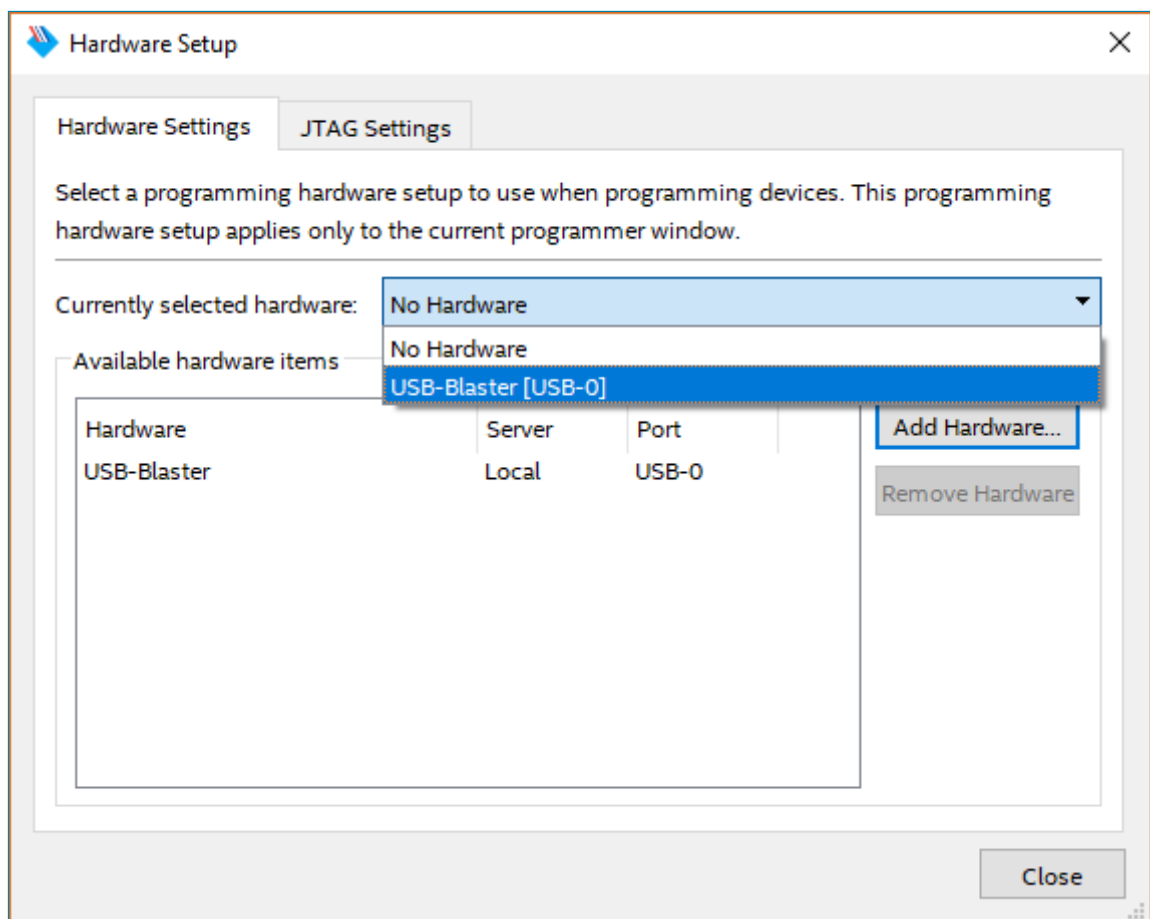 Hardware Setup
Hardware Settings JTAG Settings
Select a programming hardware setup to use when programming devices. This programming
hardware setup applies only to the current programmer window.
Currently selected hardware: No Hardware
No Hardware
Available hardware items
USB-Blaster [USB-0]
Hardware Server Port Add Hardware...
USB-Blaster Local USB-0
Remove Hardware
Close